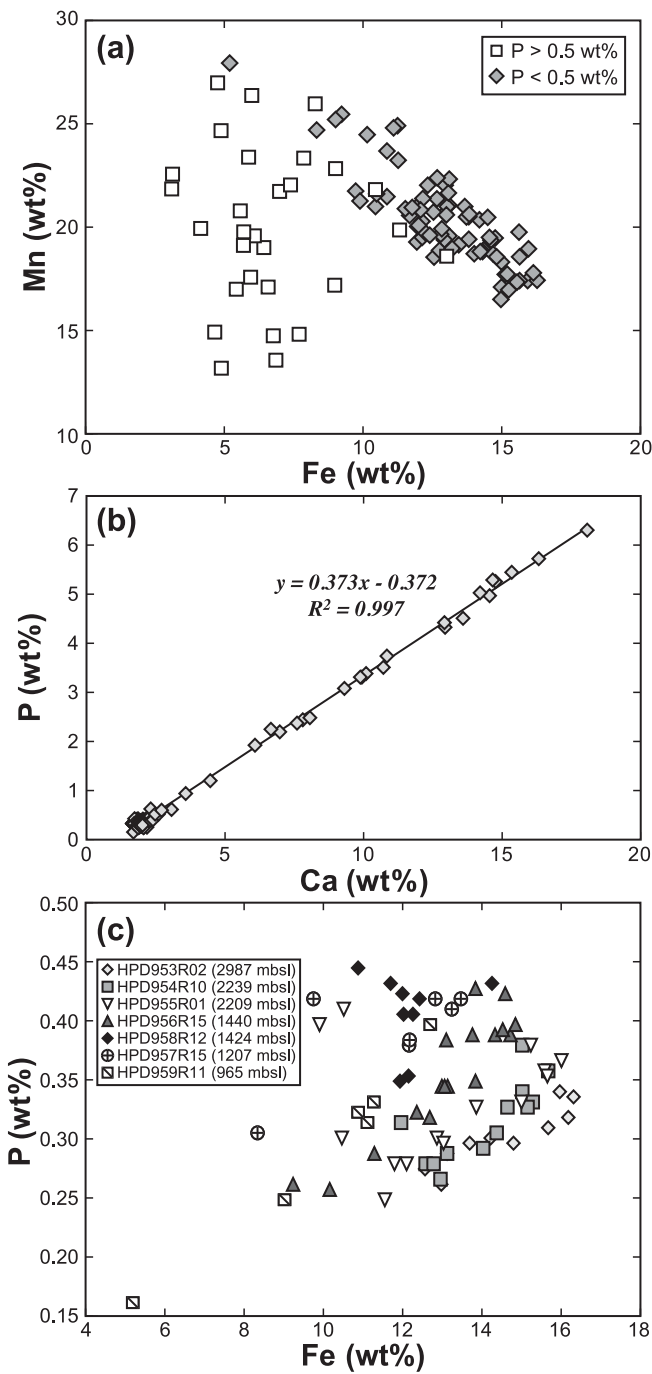 (a)
P > 0.5 wt%
P < 0.5 wt%
30
25
20
15
10
Mn (wt%)
0 5 10 15 20
Fe (wt%)
(b)
y = 0.373x - 0.372
R² = 0.997
7
6
5
4
3
2
1
0
P (wt%)
0 5 10 15 20
Ca (wt%)
(c)
HPD953R02 (2987 mbsl)
HPD954R10 (2239 mbsl)
HPD955R01 (2209 mbsl)
HPD956R15 (1440 mbsl)
HPD958R12 (1424 mbsl)
HPD957R15 (1207 mbsl)
HPD959R11 (965 mbsl)
0.50
0.45
0.40
0.35
0.30
0.25
0.20
0.15
P (wt%)
4 6 8 10 12 14 16 18
Fe (wt%)